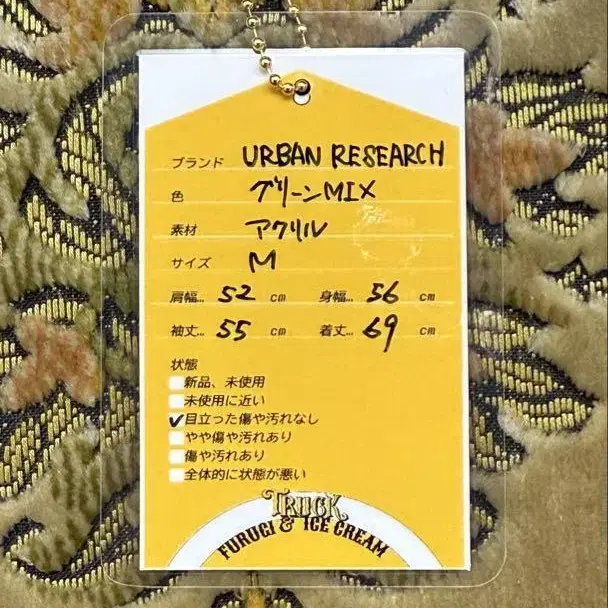 ブランド URBAN RESEARCH
色 グリーンMIX
素材 アクリル
サイズ M
肩幅… 52 cm 身幅… 56 cm
袖丈… 55 cm 着丈… 69 cm
状態
新品、未使用
未使用に近い
✓目立った傷や汚れなし
やや傷や汚れあり
傷や汚れあり
全体的に状態が悪い
TRUCK
FURUGI & ICE CREAM